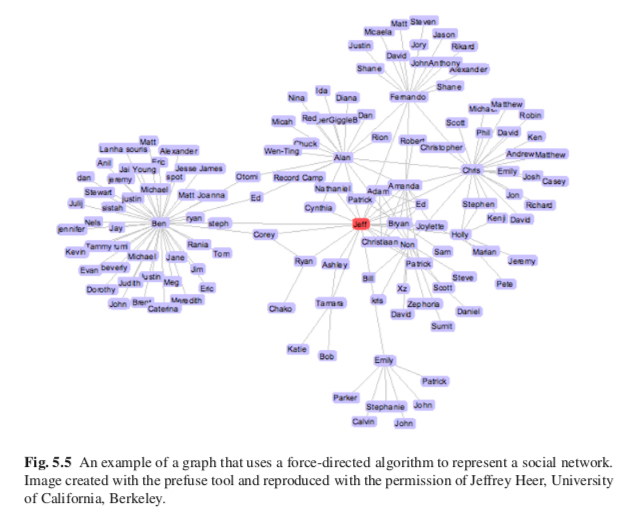 Matt Steven
Micaela
Jason
Justin
Jory
Rikard
David
JohnAnthony
Shane
Alexander
Shane
Ida
Nina
Diana
Fernando
Micah
Red
erGiggleB
Dan
Micha
Matthew
Robin
Scott
Phil
David
Ken
Matt
Chuck
Rion
Robert
Christopher
Lanha souris
Alexander
Wen-Ting
Alan
Andrew
Matthew
Anil
Eric
Jai Young
Jesse James
Chris
Emily
Josh
Casey
dan
jeremy
spot
Otomi
Record Camp
Nathaniel
Adam
Amanda
Stewart
Michael
Matt Joanna
Ed
Patrick
Jon
Julij
justin
sistah
Cynthia
Ed
Stephen
Richard
Nels
Jay
Ben
ryan
steph
Jeff
Bryan
Joylette
Kenji
David
jennifer
Corey
Christiaan
Non
Holly
Kevin
Tammy
rumi
Rania
Tom
Sam
Marian
Michael
Jane
Ryan
Ashley
Patrick
Jeremy
Evan
beverly
Jim
Bill
Steve
Dorothy
Judith
Justin
Meg
Eric
Xz
Scott
Pete
John
Brent
Caterina
Meredith
Chako
Tamara
kris
Zephoria
David
Daniel
Sumit
Katie
Bob
Emily
Patrick
Parker
Stephanie
John
Calvin
John
Fig. 5.5 An example of a graph that uses a force-directed algorithm to represent a social network.
Image created with the prefuse tool and reproduced with the permission of Jeffrey Heer, University
of California, Berkeley.